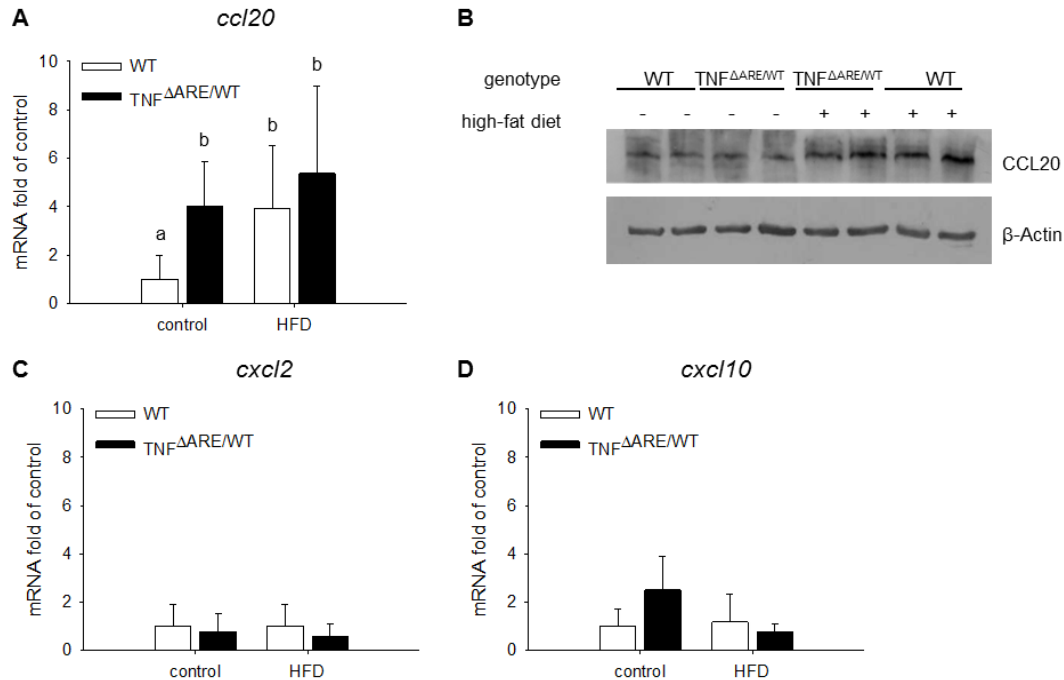 A
ccl20
mRNA fold of control
10
8
6
4
2
0
WT
TNFΔARE/WT
a
b
b
b
control HFD
B
genotype WT TNFΔARE/WT TNFΔARE/WT WT
high-fat diet - - - - + + + +
CCL20
β-Actin
C
cxcl2
mRNA fold of control
10
8
6
4
2
0
WT
TNFΔARE/WT
control HFD
D
cxcl10
mRNA fold of control
10
8
6
4
2
0
WT
TNFΔARE/WT
control HFD